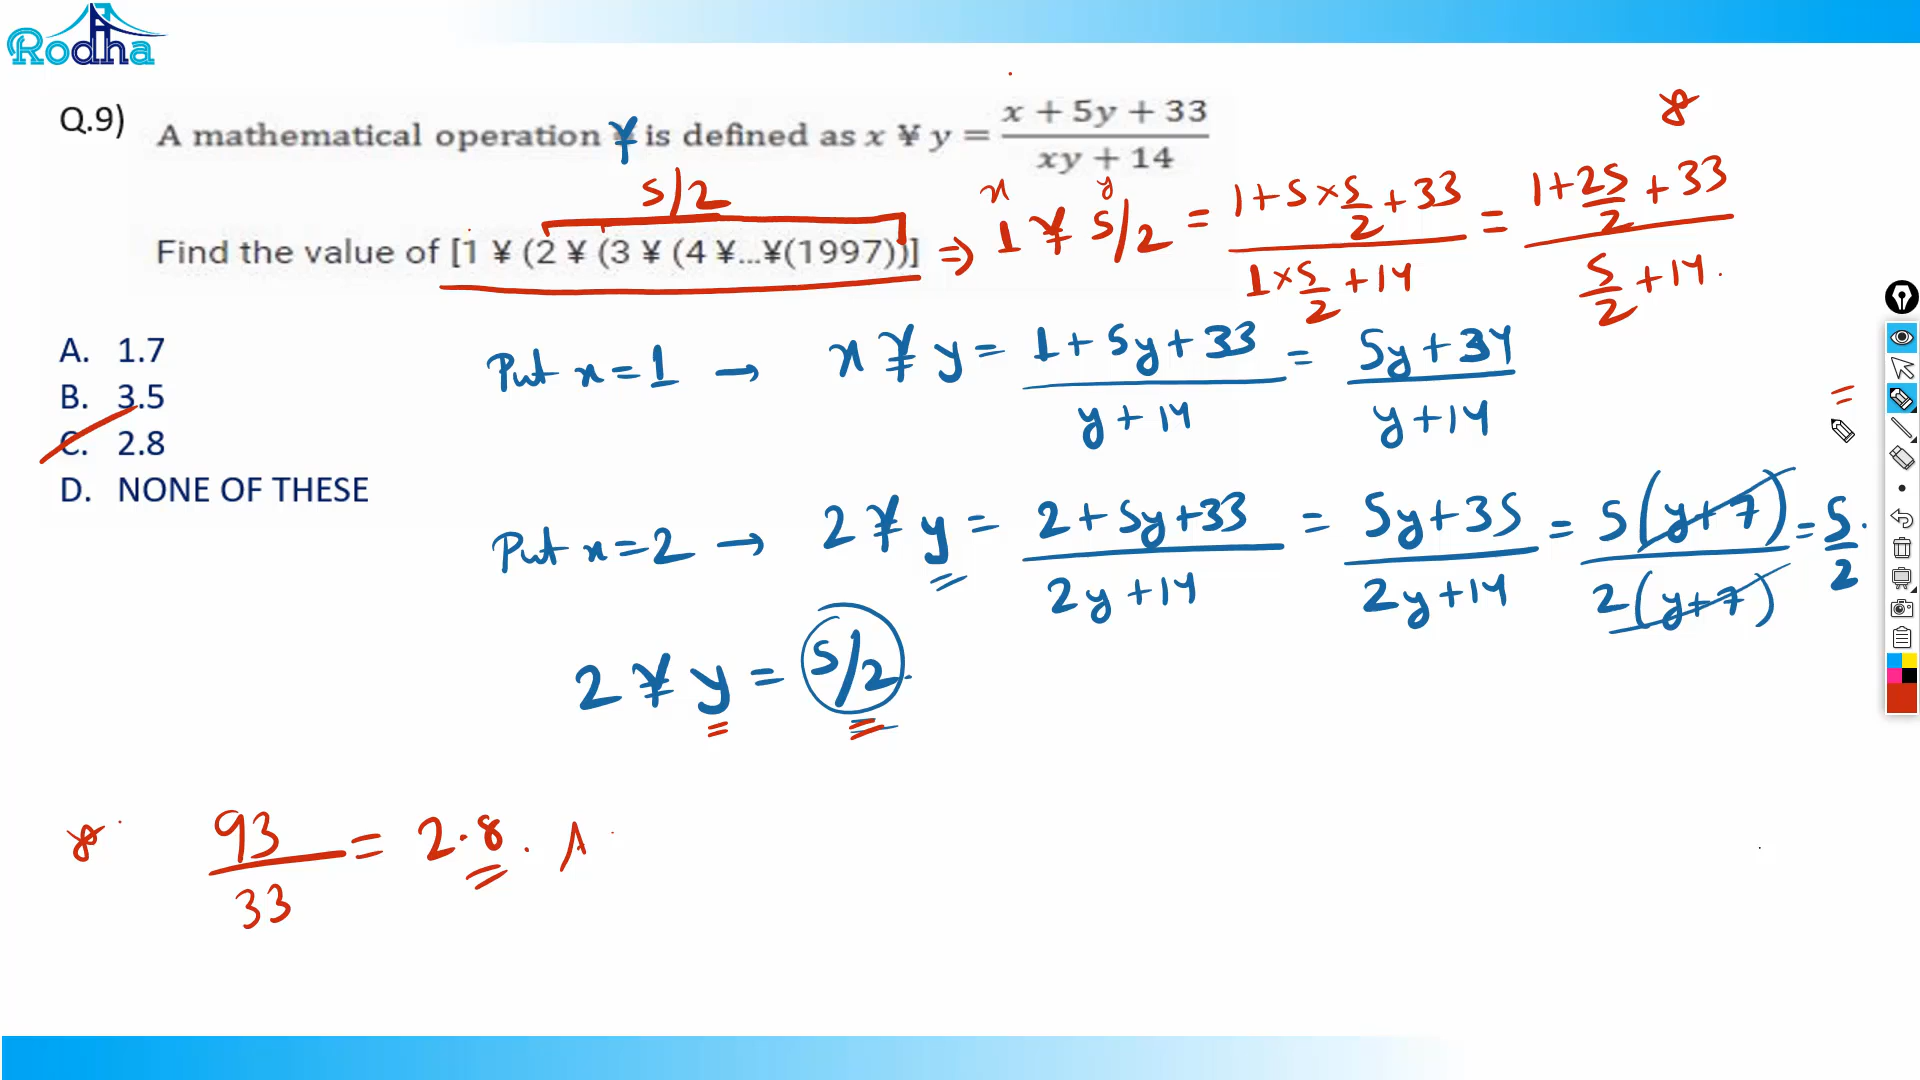 Rodha
Q.9) A mathematical operation ¥ is defined as x ¥ y = (x + 5y + 33)/(xy + 14)
5/2
Find the value of [1 ¥ (2 ¥ (3 ¥ (4 ¥...¥(1997))]
x y
⇒ 1 ¥ 5/2 = (1+5×5/2+33)/(1×5/2+14) = (1+25/2+33)/(5/2+14)
A. 1.7
B. 3.5
C. 2.8
D. NONE OF THESE
Put x=1 → x ¥ y = (1+5y+33)/(y+14) = (5y+34)/(y+14)
=
Put x=2 → 2 ¥ y = (2+5y+33)/(2y+14) = (5y+35)/(2y+14) = 5(y+7)/2(y+7) = 5/2
2 ¥ y = 5/2
93/33 = 2.8.